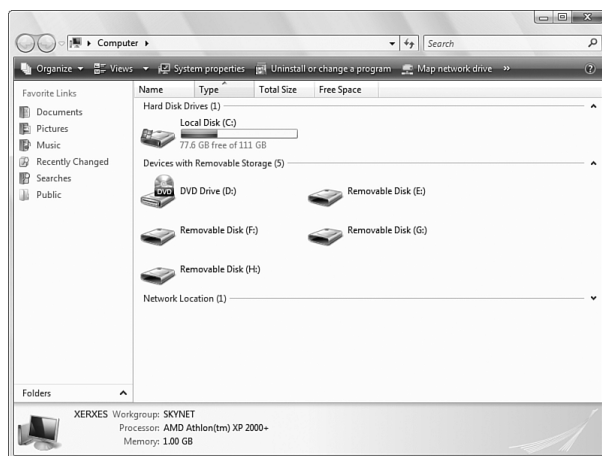 Computer
Search
Organize Views System properties Uninstall or change a program Map network drive »
Favorite Links
Documents
Pictures
Music
Recently Changed
Searches
Public
Name Type Total Size Free Space
Hard Disk Drives (1)
Local Disk (C:)
77.6 GB free of 111 GB
Devices with Removable Storage (5)
DVD
DVD Drive (D:) Removable Disk (E:)
Removable Disk (F:) Removable Disk (G:)
Removable Disk (H:)
Network Location (1)
Folders
XERXES Workgroup: SKYNET
Processor: AMD Athlon(tm) XP 2000+
Memory: 1.00 GB